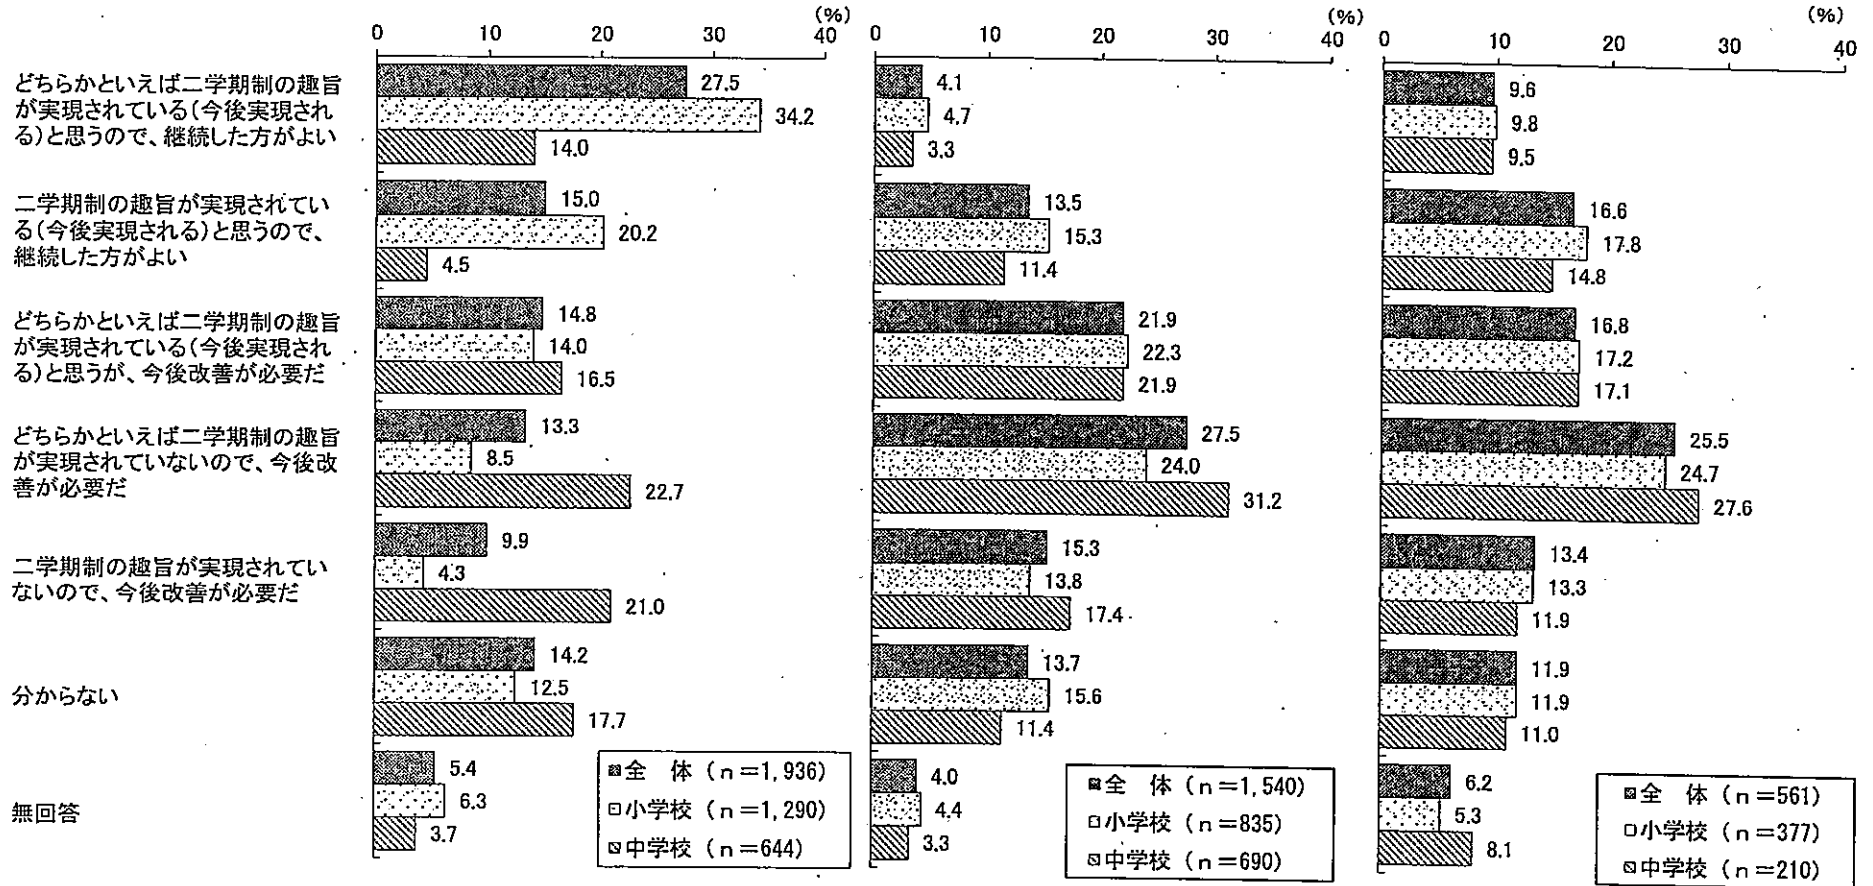 (%)
0 10 20 30 40
(%)
0 10 20 30 40
(%)
0 10 20 30 40
どちらかといえば二学期制の趣旨
が実現されている(今後実現され
る)と思うので、継続した方がよい
27.5
34.2
14.0
4.1
4.7
3.3
9.6
9.8
9.5
二学期制の趣旨が実現されてい
る(今後実現される)と思うので、
継続した方がよい
15.0
20.2
4.5
13.5
15.3
11.4
16.6
17.8
14.8
どちらかといえば二学期制の趣旨
が実現されている(今後実現され
る)と思うが、今後改善が必要だ
14.8
14.0
16.5
21.9
22.3
21.9
16.8
17.2
17.1
どちらかといえば二学期制の趣旨
が実現されていないので、今後改
善が必要だ
13.3
8.5
22.7
27.5
24.0
31.2
25.5
24.7
27.6
二学期制の趣旨が実現されてい
ないので、今後改善が必要だ
9.9
4.3
21.0
15.3
13.8
17.4
13.4
13.3
11.9
分からない
14.2
12.5
17.7
13.7
15.6
11.4
11.9
11.9
11.0
無回答
5.4
6.3
3.7
4.0
4.4
3.3
6.2
5.3
8.1
全 体 (n=1,936)
小学校 (n=1,290)
中学校 (n=644)
全 体 (n=1,540)
小学校 (n=835)
中学校 (n=690)
全 体 (n=561)
小学校 (n=377)
中学校 (n=210)